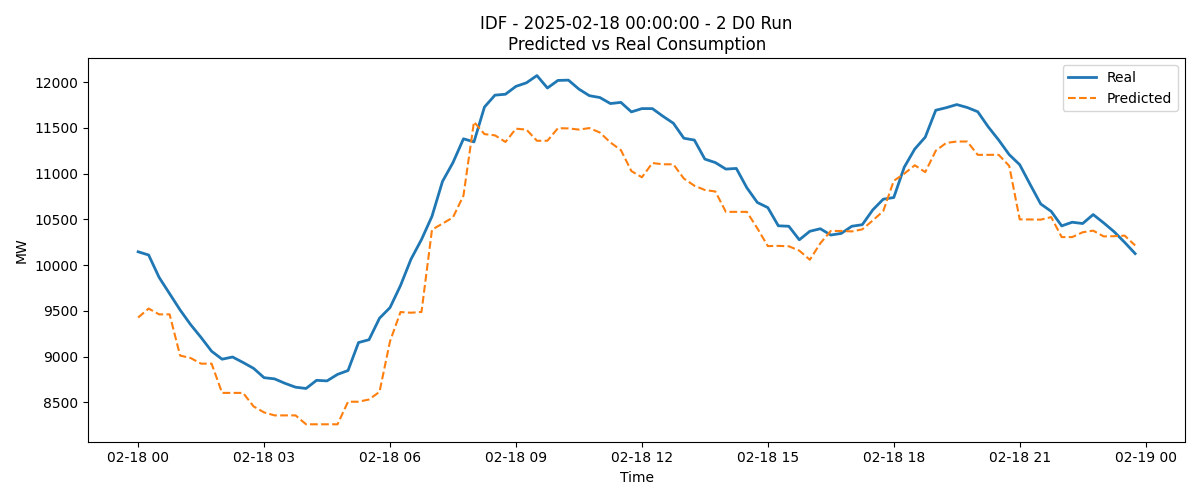 IDF - 2025-02-18 00:00:00 - 2 D0 Run
Predicted vs Real Consumption
Real
Predicted
MW
12000
11500
11000
10500
10000
9500
9000
8500
02-18 00 02-18 03 02-18 06 02-18 09 02-18 12 02-18 15 02-18 18 02-18 21 02-19 00
Time